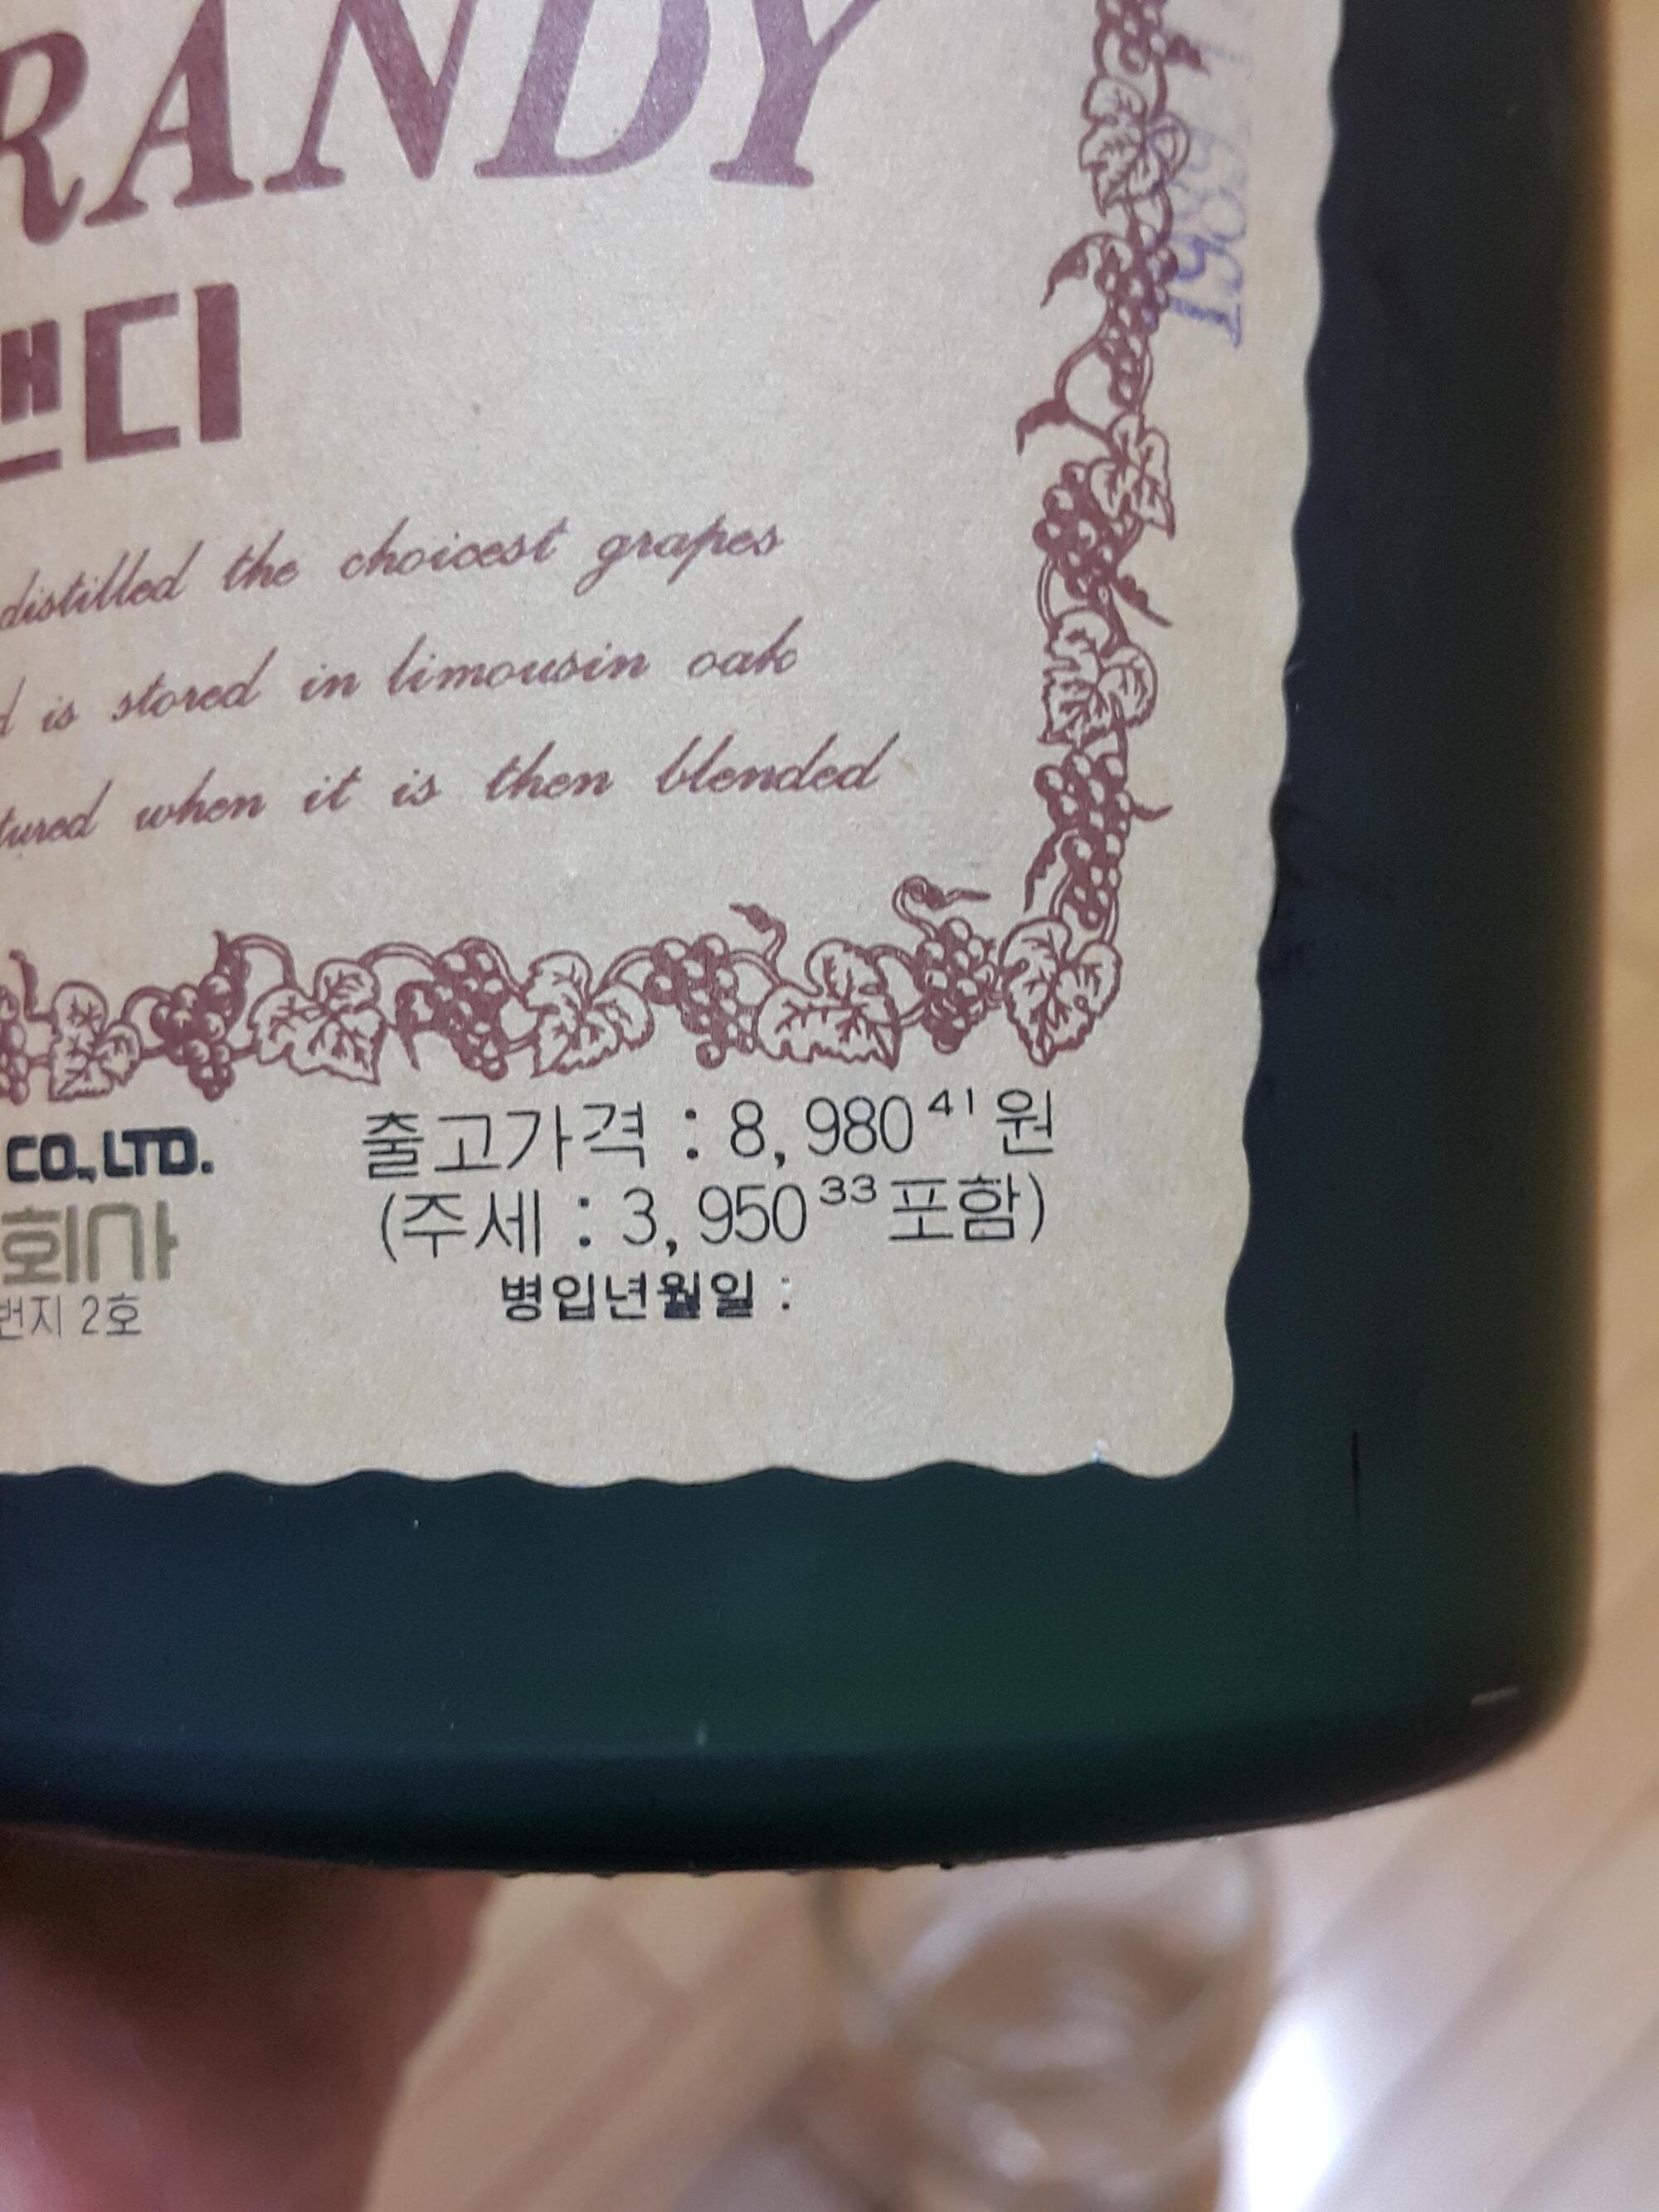 RANDY
디
distilled the choicest grapes
is stored in limousin oak
when it is then blended
CO., LTD.
회사
번지 2호
출고가격 : 8,980⁴¹원
(주세 : 3,950³³포함)
병입년월일 :